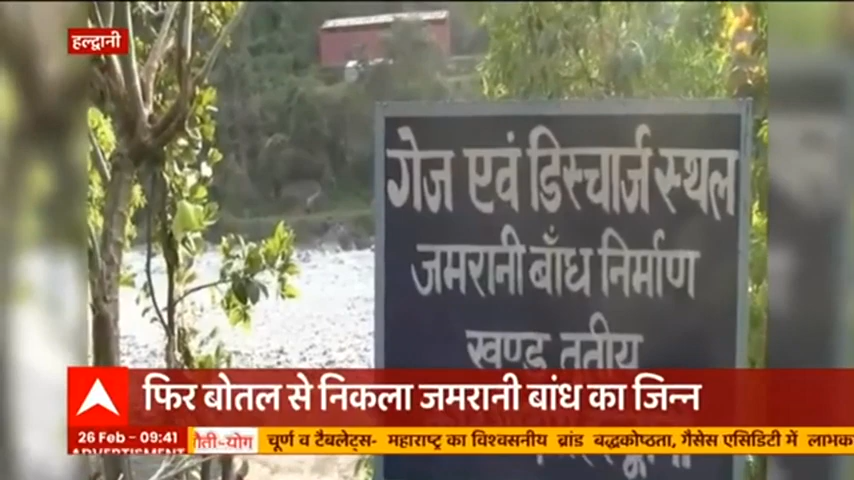 हल्द्वानी
गेज एवं डिस्चार्ज स्थल
जमरानी बाँध निर्माण
खण्ड तृतीय
फिर बोतल से निकला जमरानी बांध का जिन्न
26 Feb - 09:41
गैती-योग चूर्ण व टैबलेट्स- महाराष्ट्र का विश्वसनीय ब्रांड बद्धकोष्ठता, गैसेस एसिडिटी में लाभक
ADVERTISEMENT